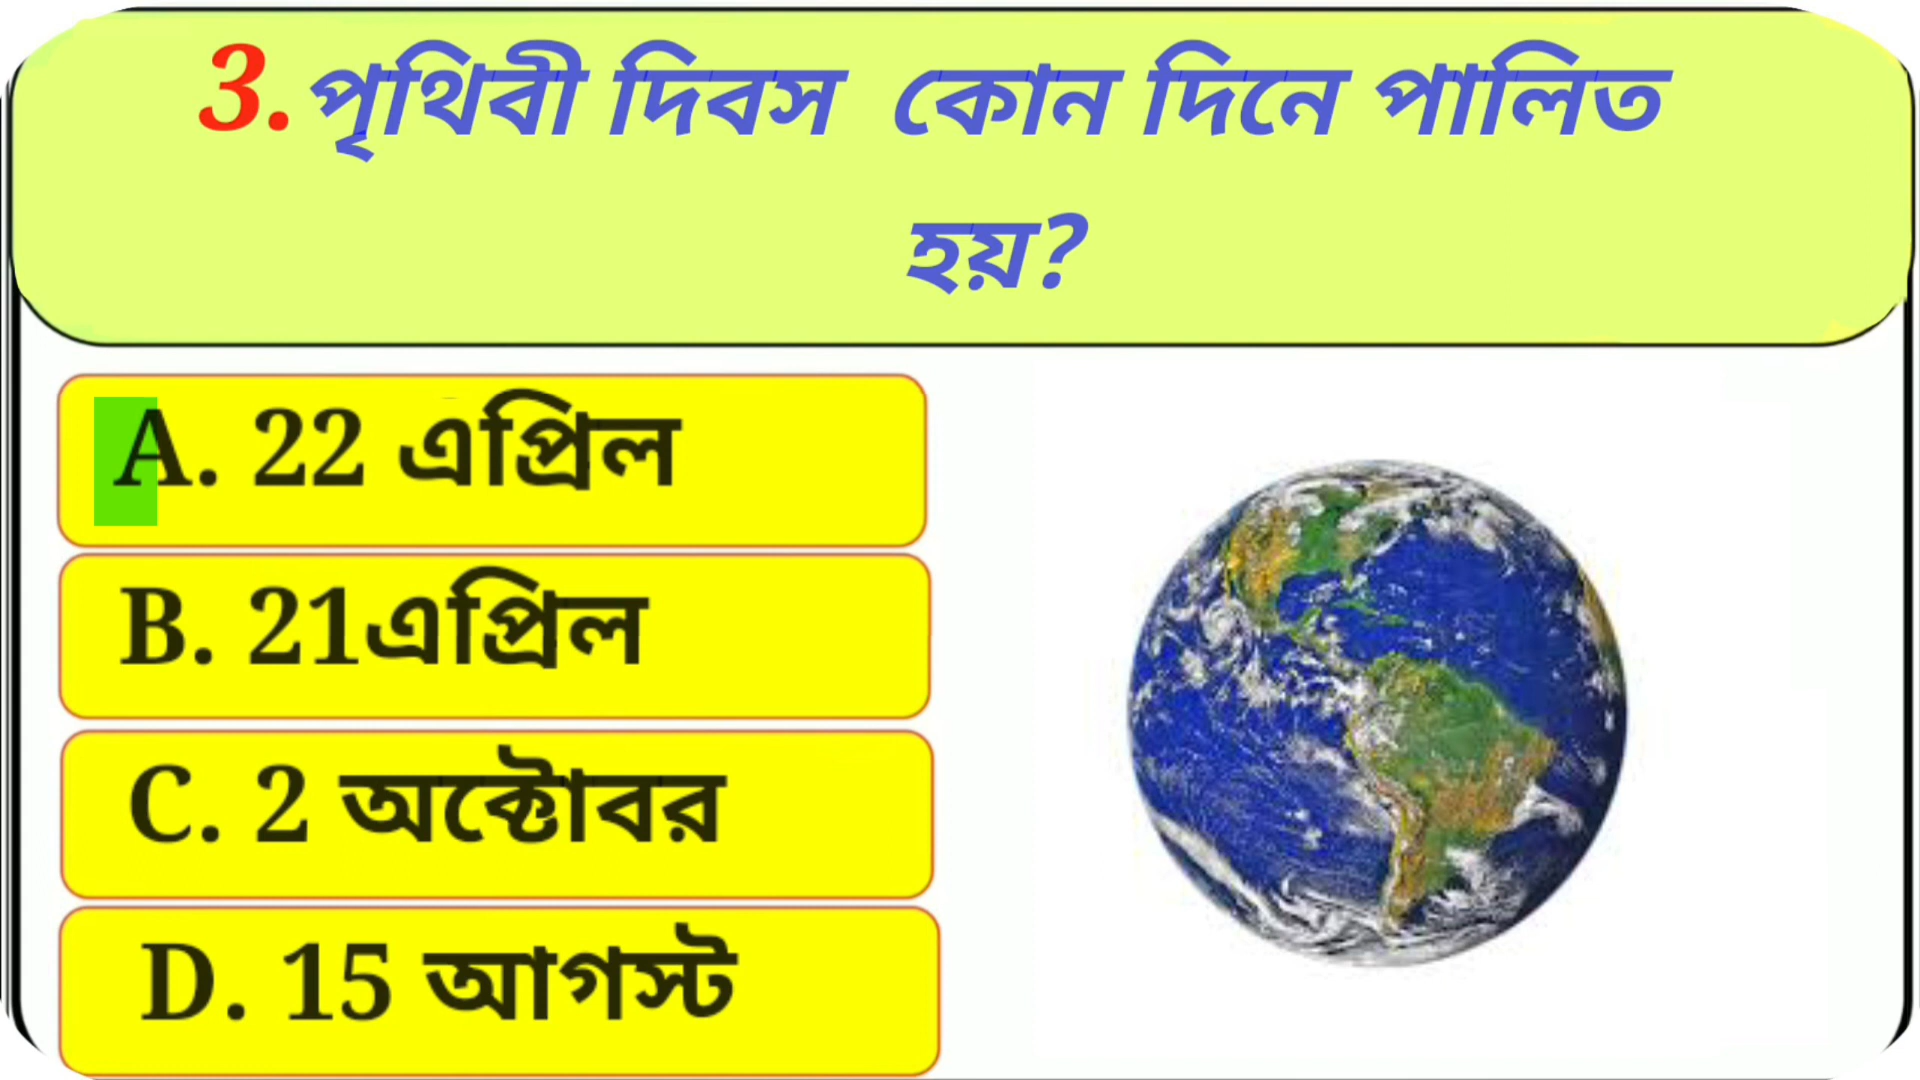 3. পৃথিবী দিবস কোন দিনে পালিত
হয়?
A. 22 এপ্রিল
B. 21এপ্রিল
C. 2 অক্টোবর
D. 15 আগস্ট